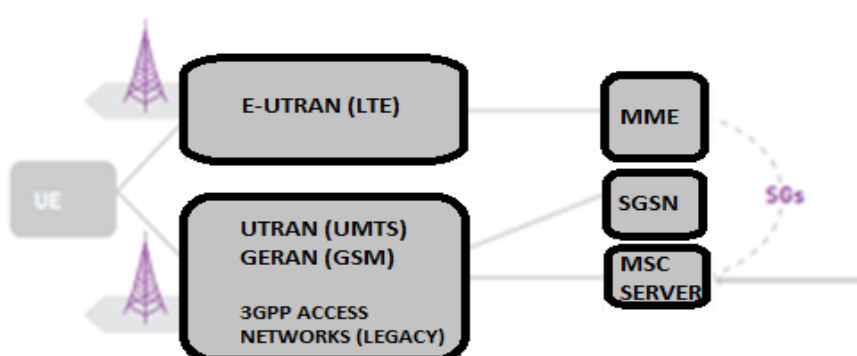 E-UTRAN (LTE)
MME
UE
SGSN
SGs
UTRAN (UMTS)
GERAN (GSM)
MSC
SERVER
3GPP ACCESS
NETWORKS (LEGACY)